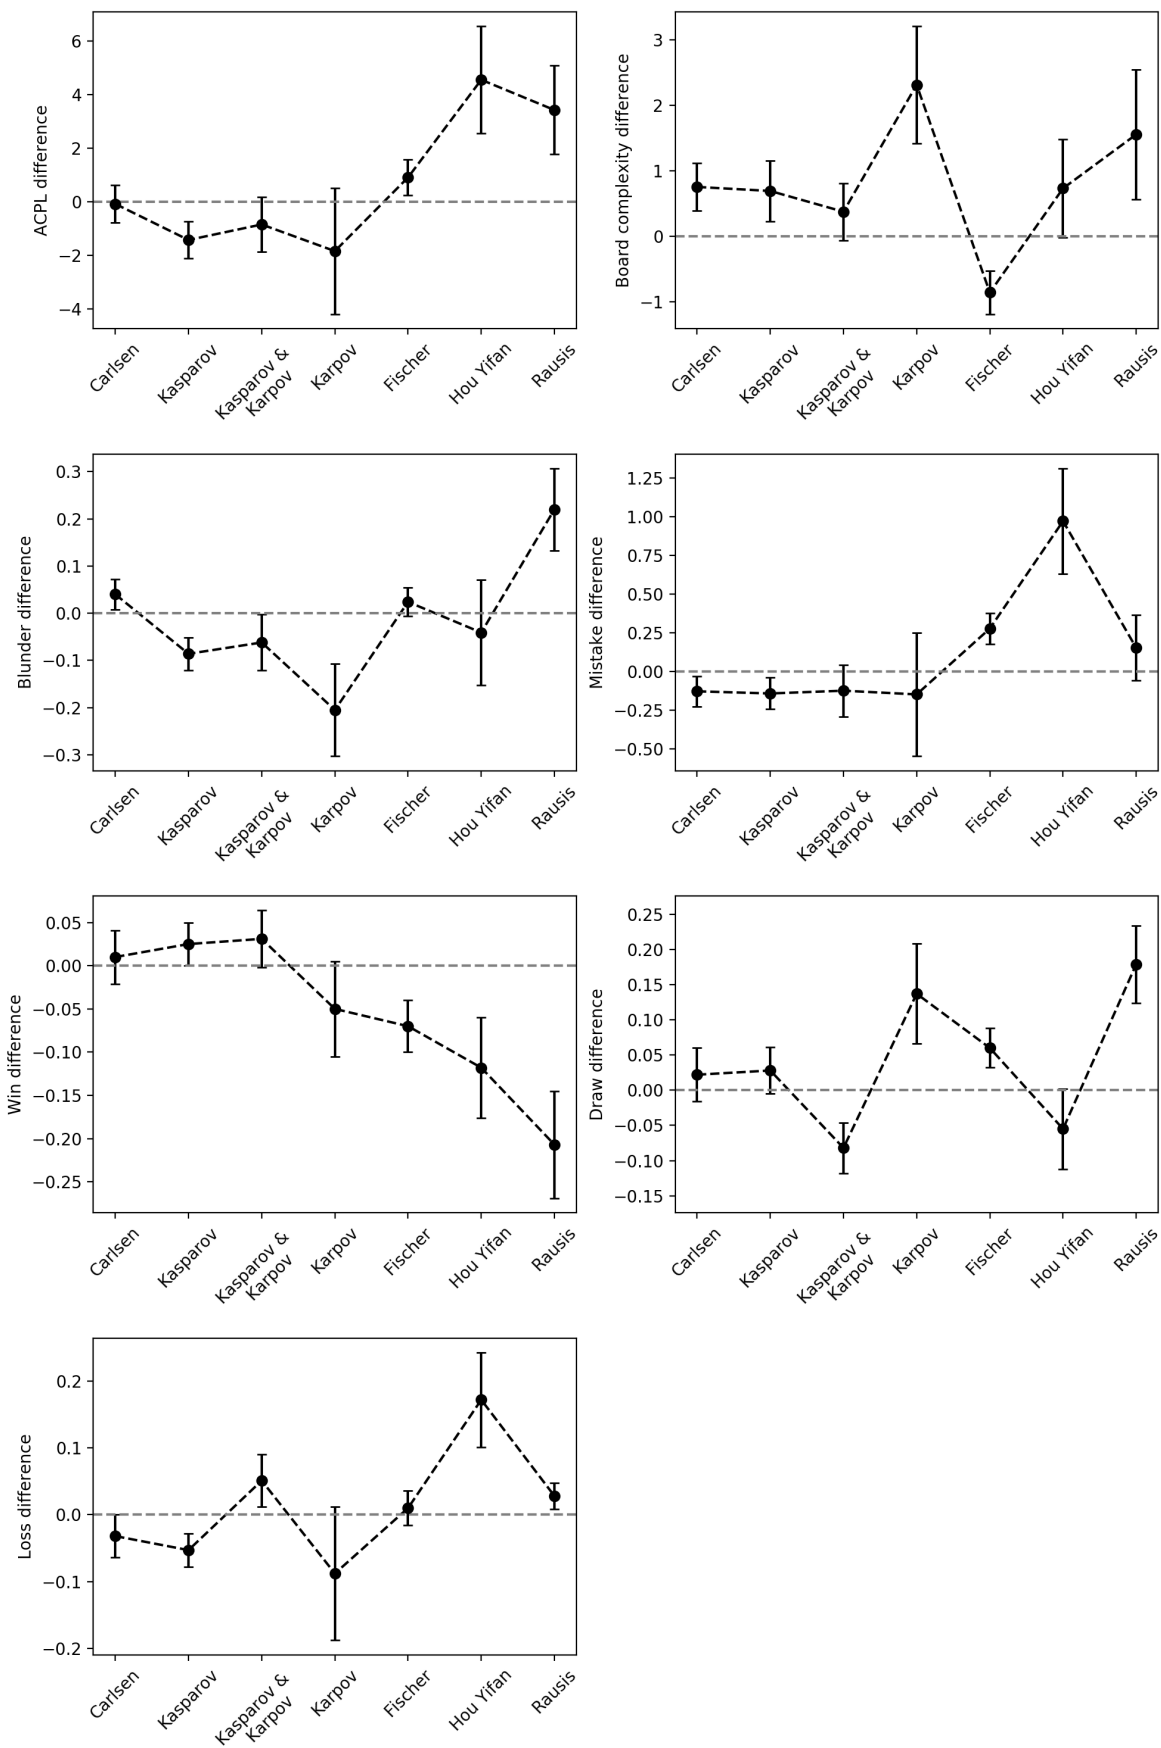 ACPL difference
6
4
2
0
−2
−4
Carlsen
Kasparov
Kasparov &
Karpov
Karpov
Fischer
Hou Yifan
Rausis
Board complexity difference
3
2
1
0
−1
Carlsen
Kasparov
Kasparov &
Karpov
Karpov
Fischer
Hou Yifan
Rausis
Blunder difference
0.3
0.2
0.1
0.0
−0.1
−0.2
−0.3
Carlsen
Kasparov
Kasparov &
Karpov
Karpov
Fischer
Hou Yifan
Rausis
Mistake difference
1.25
1.00
0.75
0.50
0.25
0.00
−0.25
−0.50
Carlsen
Kasparov
Kasparov &
Karpov
Karpov
Fischer
Hou Yifan
Rausis
Win difference
0.05
0.00
−0.05
−0.10
−0.15
−0.20
−0.25
Carlsen
Kasparov
Kasparov &
Karpov
Karpov
Fischer
Hou Yifan
Rausis
Draw difference
0.25
0.20
0.15
0.10
0.05
0.00
−0.05
−0.10
−0.15
Carlsen
Kasparov
Kasparov &
Karpov
Karpov
Fischer
Hou Yifan
Rausis
Loss difference
0.2
0.1
0.0
−0.1
−0.2
Carlsen
Kasparov
Kasparov &
Karpov
Karpov
Fischer
Hou Yifan
Rausis